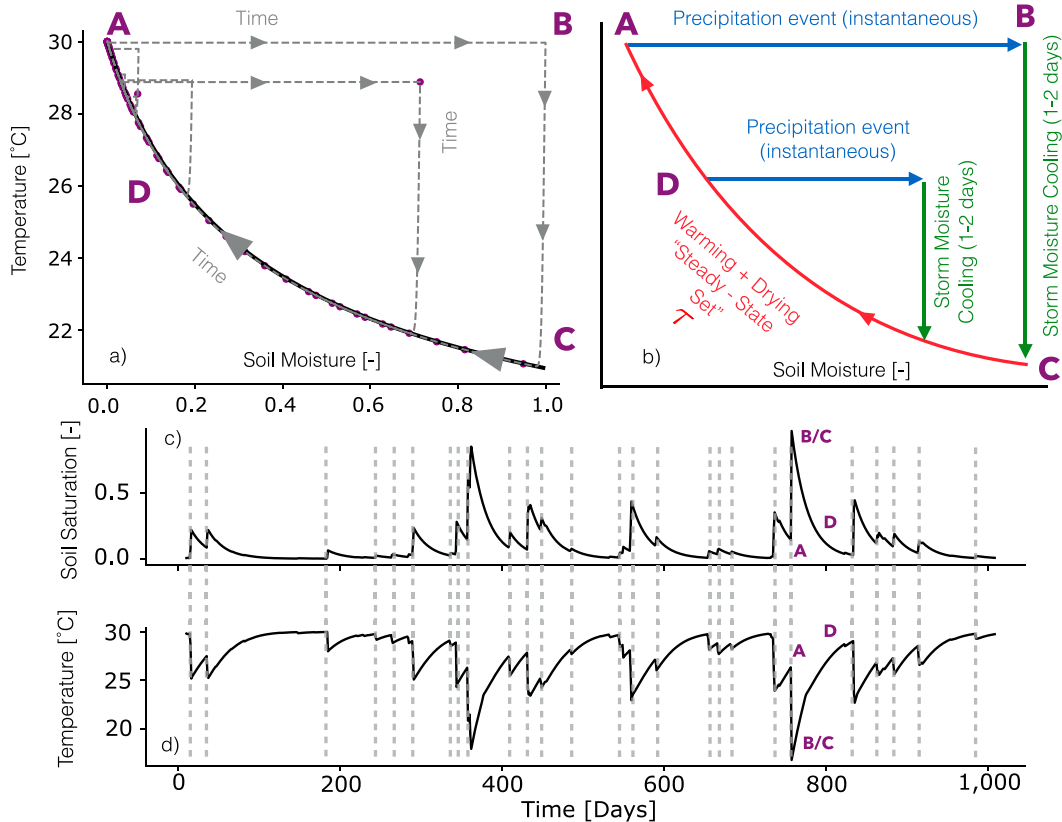 A
Time
B
30
28
26
24
22
Temperature [°C]
Time
D
Time
C
a)
Soil Moisture [-]
0.0
0.2
0.4
0.6
0.8
1.0
A
Precipitation event (instantaneous)
B
Precipitation event
(instantaneous)
D
Warming + Drying
"Steady - State
Set"
𝒯
Storm Moisture
Cooling (1-2 days)
Storm Moisture Cooling (1-2 days)
b)
C
Soil Moisture [-]
c)
Soil Saturation [-]
0.5
0.0
B/C
D
A
Temperature [°C]
30
25
20
D
A
B/C
d)
0
200
400
600
800
1,000
Time [Days]